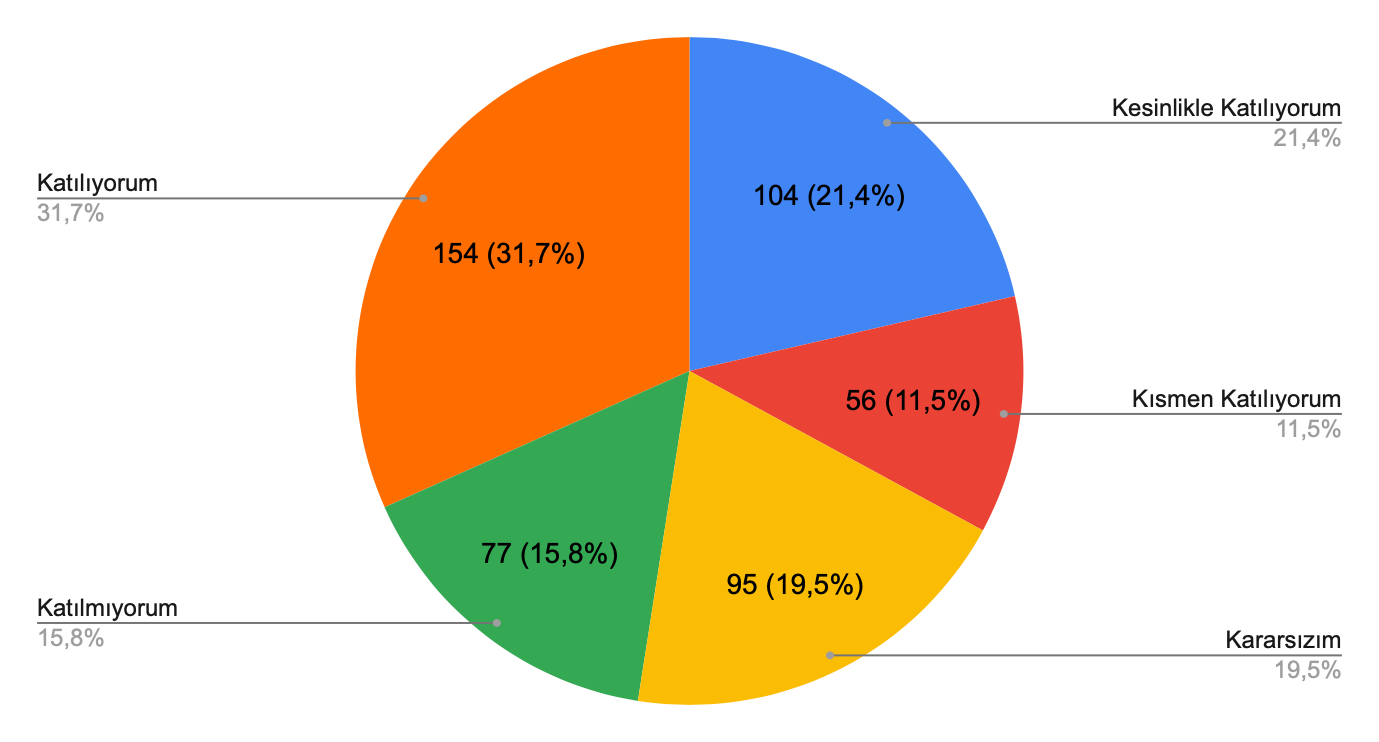 Kesinlikle Katılıyorum
21,4%
104 (21,4%)
Katılıyorum
31,7%
154 (31,7%)
Kısmen Katılıyorum
11,5%
56 (11,5%)
77 (15,8%)
95 (19,5%)
Katılmıyorum
15,8%
Kararsızım
19,5%